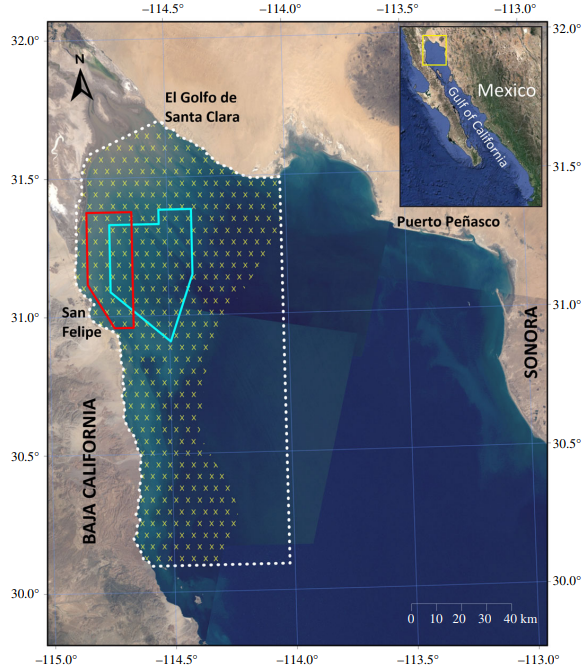 −114.5° −114.0° −113.5° −113.0°
32.0° 32.0°
N
Mexico
Gulf of California
El Golfo de
Santa Clara
31.5° 31.5°
Puerto Peñasco
31.0° 31.0°
San
Felipe
SONORA
BAJA CALIFORNIA
30.5° 30.5°
30.0° 30.0°
0 10 20 30 40 km
−115.0° −114.5° −114.0° −113.5° −113.0°